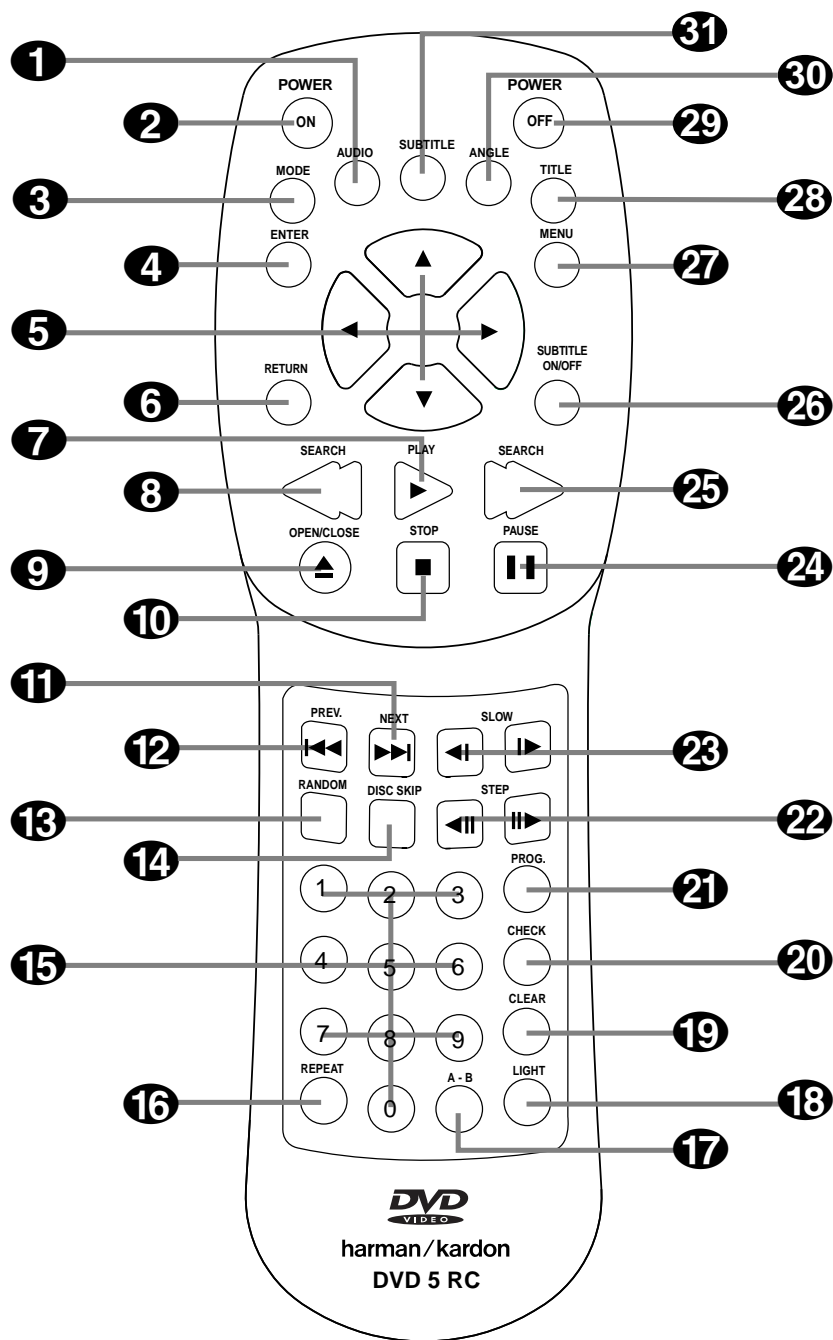 31
1
30
POWER
POWER
2
ON
OFF
29
AUDIO
SUBTITLE
ANGLE
MODE
TITLE
3
28
ENTER
MENU
4
27
5
SUBTITLE
ON/OFF
RETURN
6
26
7
SEARCH
PLAY
SEARCH
8
25
OPEN/CLOSE
STOP
PAUSE
9
24
10
11
PREV.
NEXT
SLOW
12
23
RANDOM
DISC SKIP
STEP
13
22
14
PROG.
1
2
3
21
CHECK
15
4
5
6
20
CLEAR
7
8
9
19
REPEAT
A - B
LIGHT
16
0
18
17
DVD
VIDEO
harman/kardon
DVD 5 RC